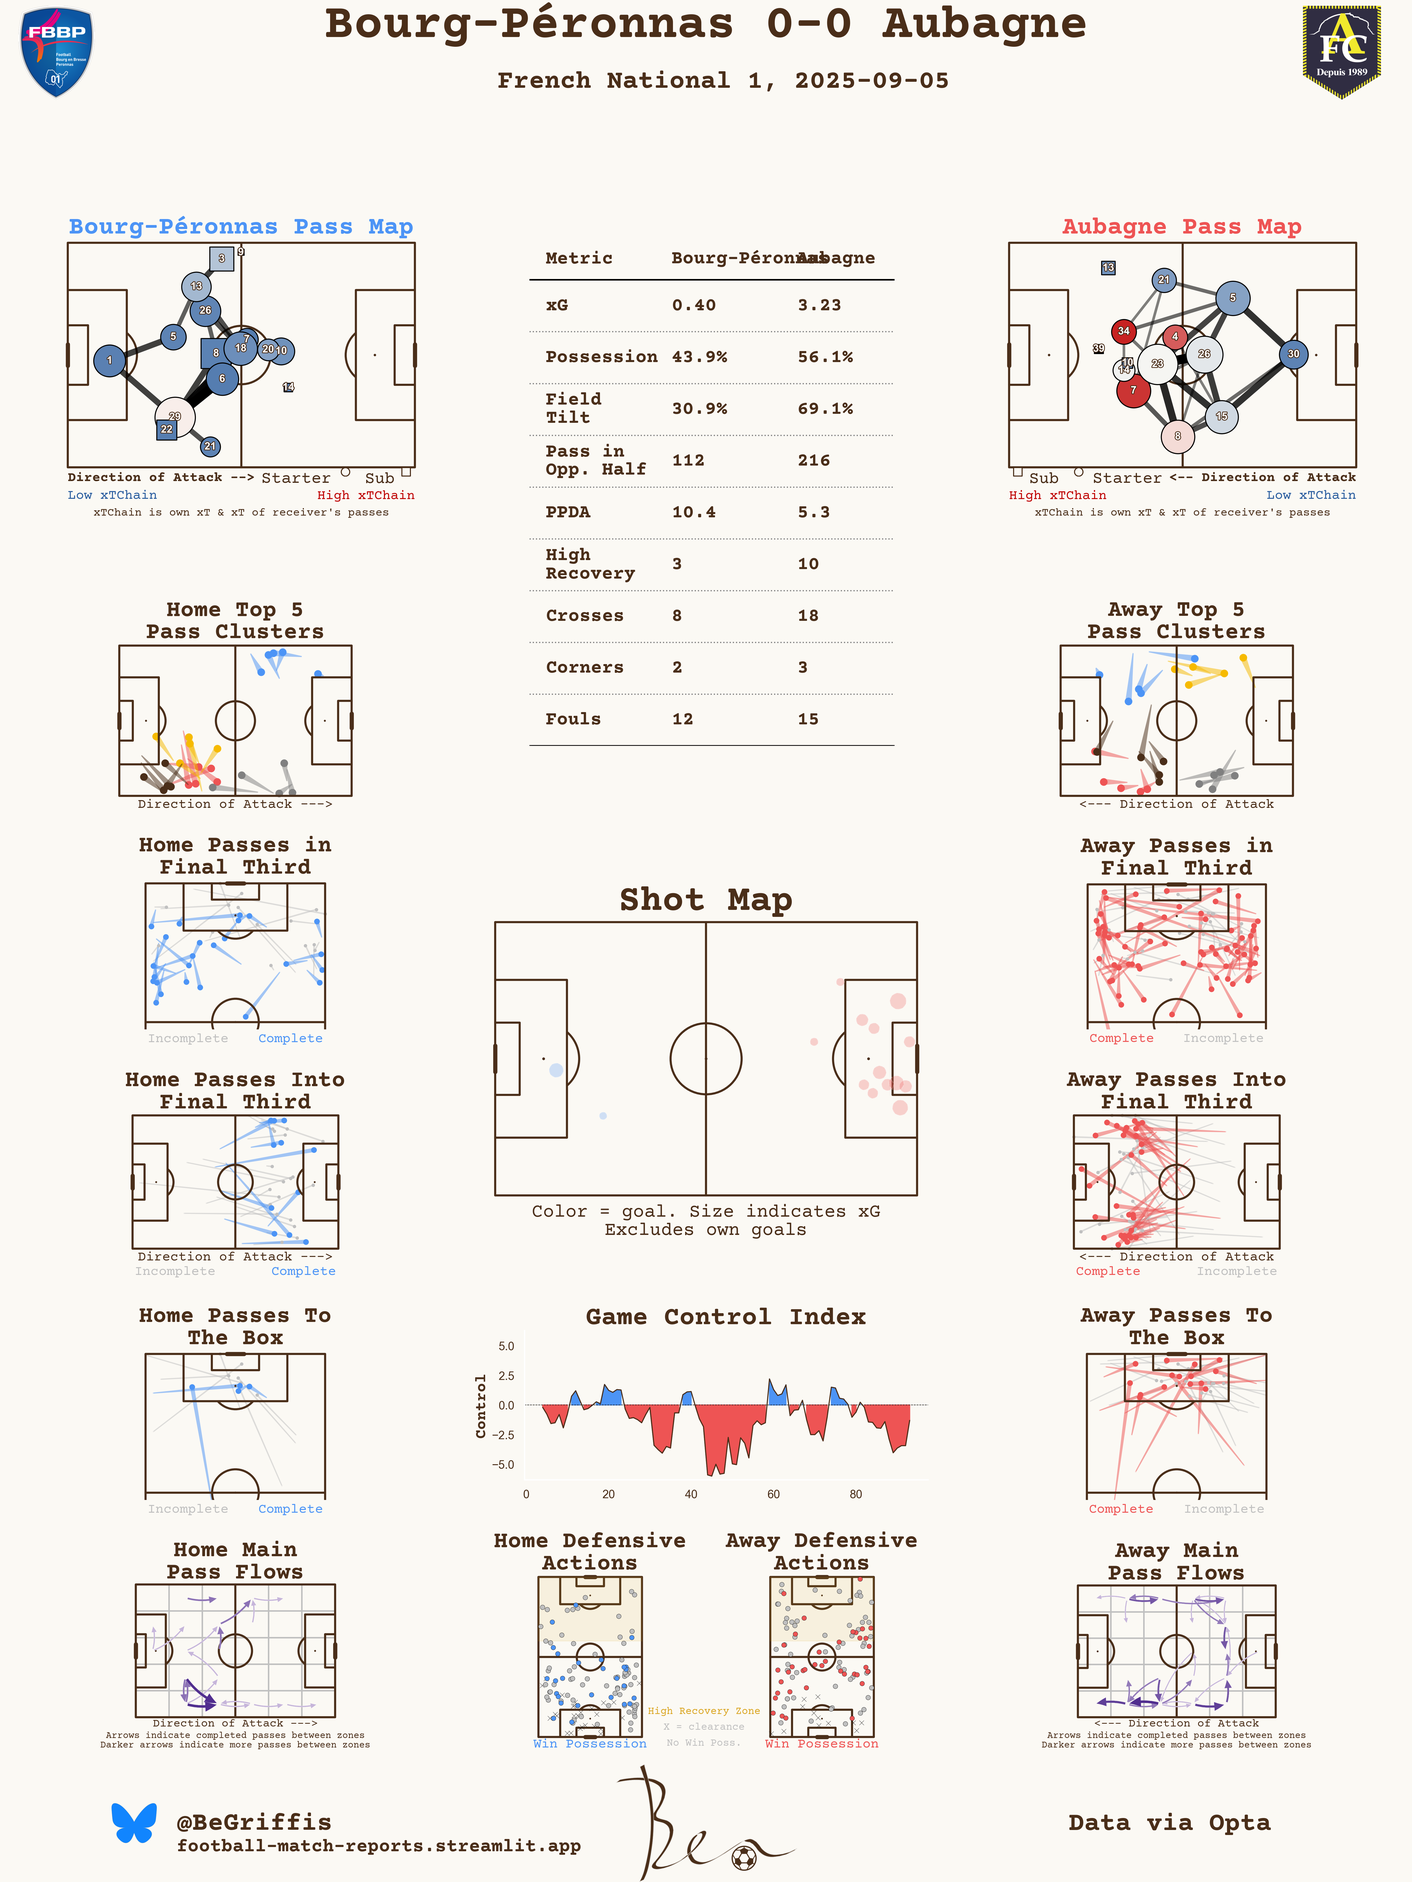 Bourg-Péronnas 0-0 Aubagne
French National 1, 2025-09-05
FBBP
Football
Bourg en Bresse
Peronnas
01
A
FC
Depuis 1989
Bourg-Péronnas Pass Map
3
9
13
26
5
7
8
18
20
10
1
6
14
29
22
21
Direction of Attack --> Starter Sub
Low xTChain High xTChain
xTChain is own xT & xT of receiver's passes
Metric Bourg-Péronnas Aubagne
xG 0.40 3.23
Possession 43.9% 56.1%
Field
Tilt 30.9% 69.1%
Pass in
Opp. Half 112 216
PPDA 10.4 5.3
High
Recovery 3 10
Crosses 8 18
Corners 2 3
Fouls 12 15
Aubagne Pass Map
13
21
5
34
4
39
10
14
23
26
30
7
15
8
Sub Starter <-- Direction of Attack
High xTChain Low xTChain
xTChain is own xT & xT of receiver's passes
Home Top 5
Pass Clusters
Direction of Attack --->
Away Top 5
Pass Clusters
<--- Direction of Attack
Home Passes in
Final Third
Incomplete Complete
Away Passes in
Final Third
Complete Incomplete
Shot Map
Color = goal. Size indicates xG
Excludes own goals
Home Passes Into
Final Third
Direction of Attack --->
Incomplete Complete
Away Passes Into
Final Third
<--- Direction of Attack
Complete Incomplete
Home Passes To
The Box
Incomplete Complete
Game Control Index
Control
5.0
2.5
0.0
−2.5
−5.0
0 20 40 60 80
Away Passes To
The Box
Complete Incomplete
Home Main
Pass Flows
Direction of Attack --->
Arrows indicate completed passes between zones
Darker arrows indicate more passes between zones
Home Defensive
Actions
Win Possession
High Recovery Zone
X = clearance
No Win Poss.
Away Defensive
Actions
Win Possession
Away Main
Pass Flows
<--- Direction of Attack
Arrows indicate completed passes between zones
Darker arrows indicate more passes between zones
@BeGriffis
football-match-reports.streamlit.app
Ben
Data via Opta